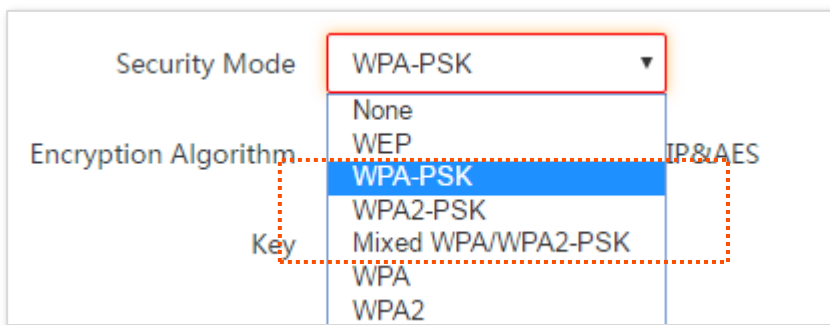 Security Mode WPA-PSK
None
Encryption Algorithm WEP IP&AES
WPA-PSK
WPA2-PSK
Key Mixed WPA/WPA2-PSK
WPA
WPA2